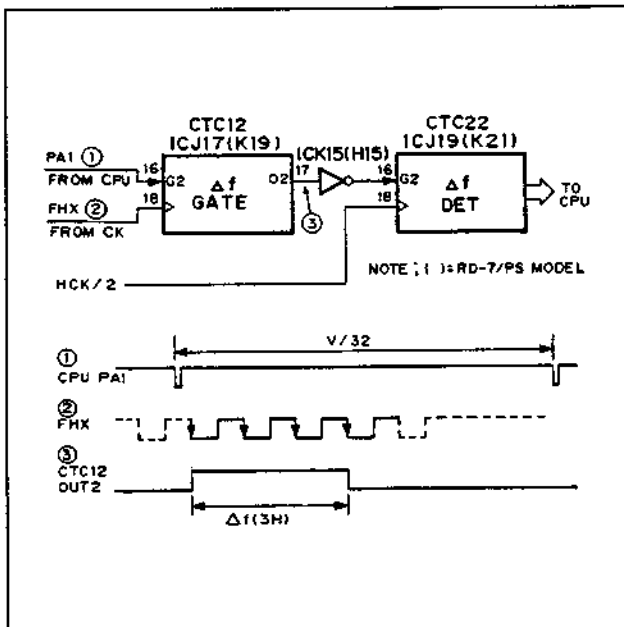 CTC12
ICJ17(K19)
CTC22
ICJ19(K21)
ICK15(H15)
PA1 ①
FROM CPU
16
G2
O2
17
16
G2
FHX ②
FROM CK
18
Δf
GATE
③
18
Δf
DET
TO
CPU
HCK/2
NOTE ; ( )=RD-7/PS MODEL
①
CPU PA1
V/32
②
FHX
③
CTC12
OUT2
Δf(3H)